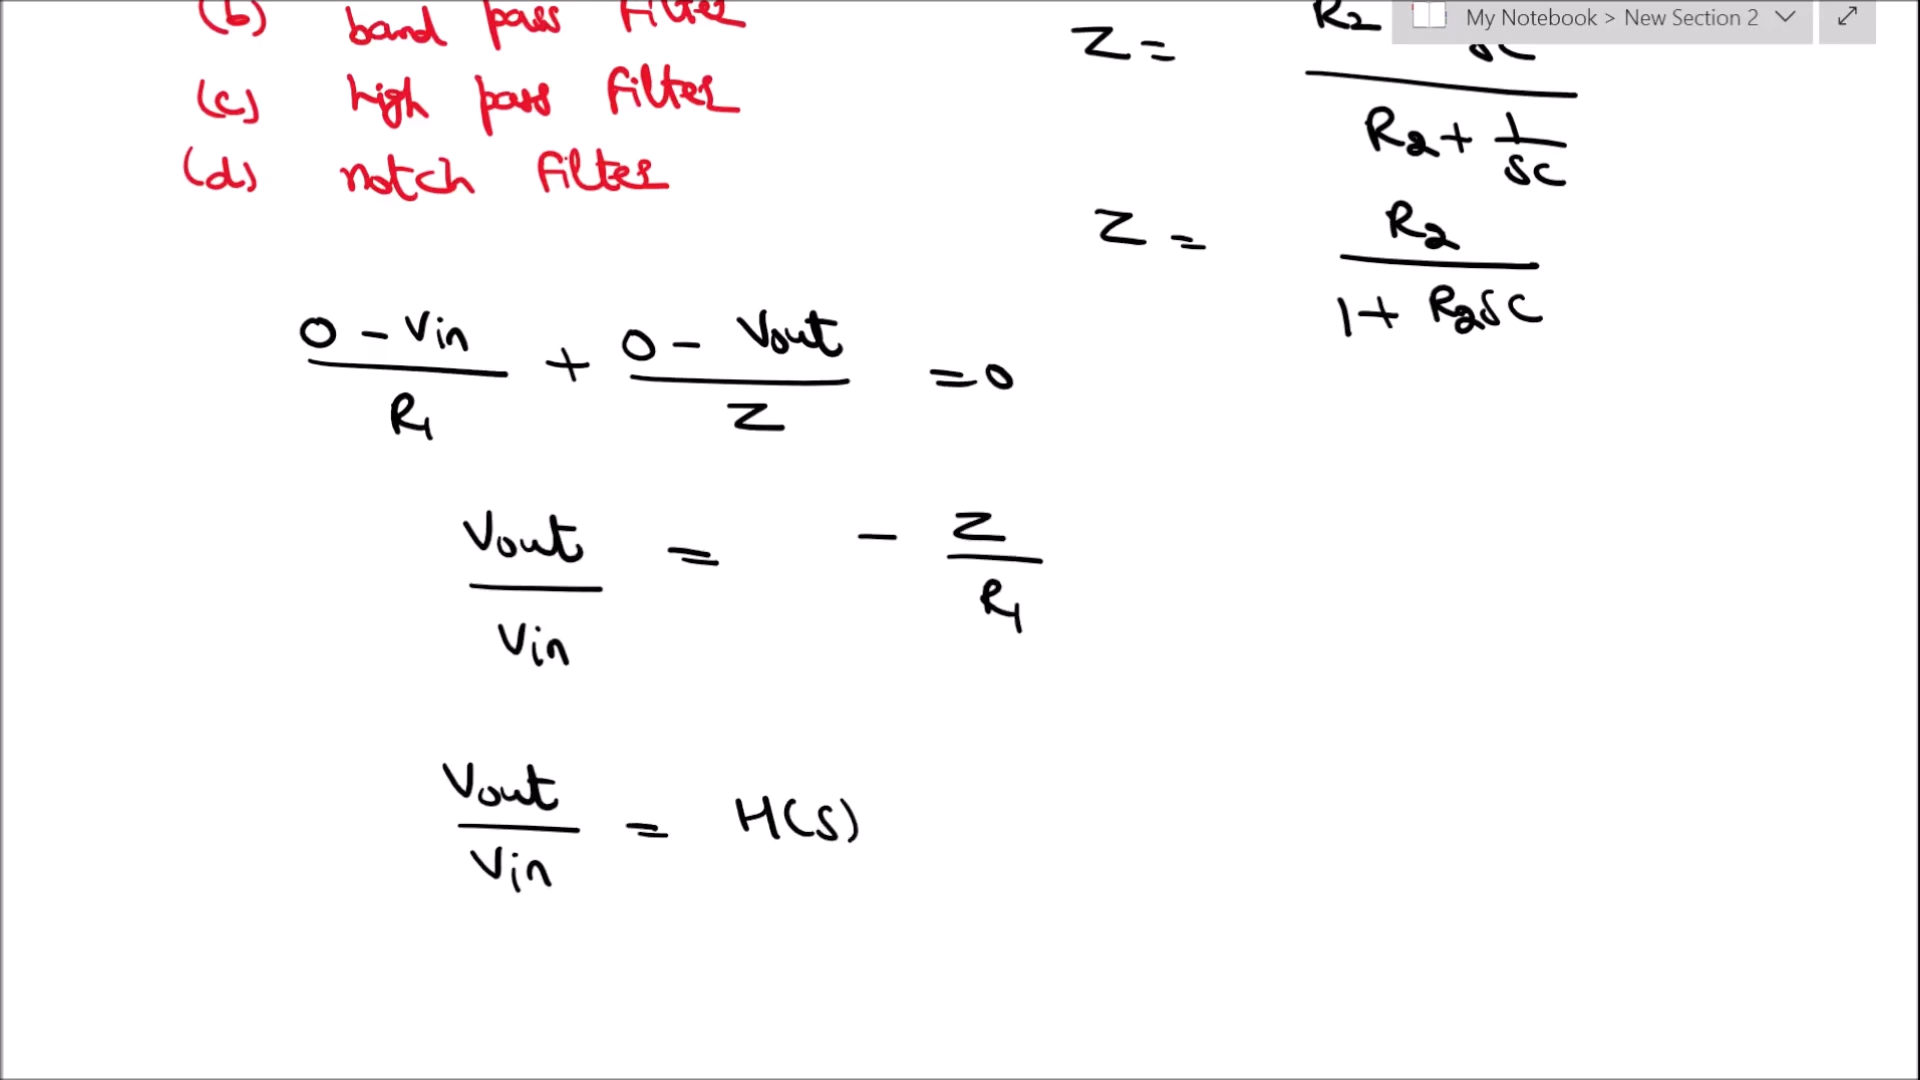 (b) band pass filter
(c) high pass filter
(d) notch filter
My Notebook > New Section 2
Z = R2 SC
R2 + 1/SC
Z = R2
1 + R2SC
0 - Vin + 0 - Vout = 0
R1 Z
Vout = - Z
Vin R1
Vout = H(S)
Vin